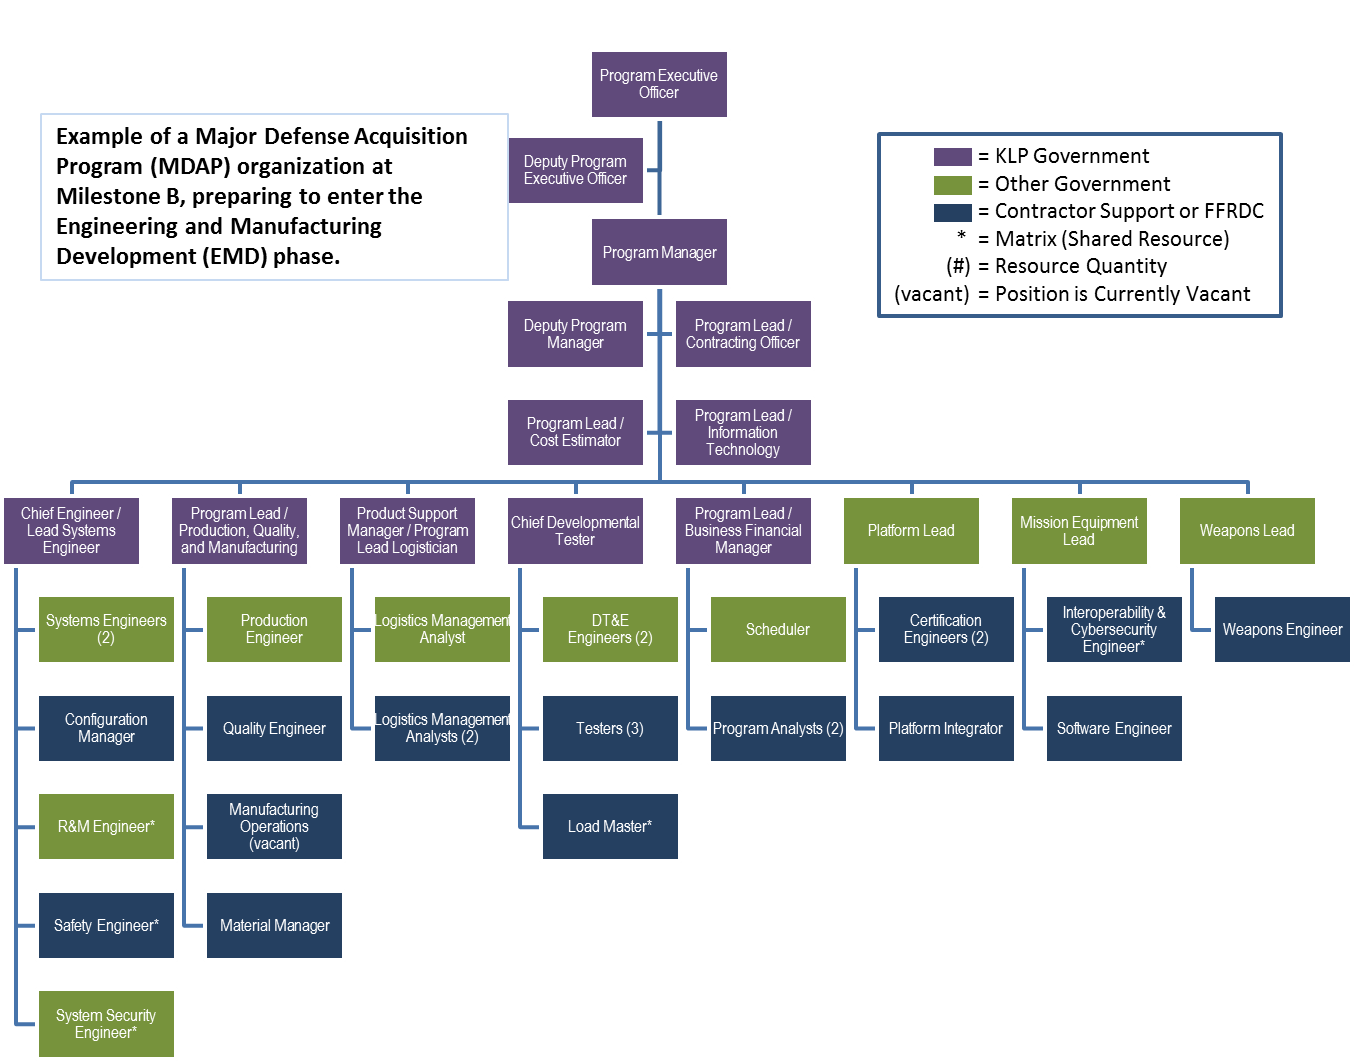 Program Executive
Officer
Example of a Major Defense Acquisition
Program (MDAP) organization at
Milestone B, preparing to enter the
Engineering and Manufacturing
Development (EMD) phase.
Deputy Program
Executive Officer
= KLP Government
= Other Government
= Contractor Support or FFRDC
* = Matrix (Shared Resource)
(#) = Resource Quantity
(vacant) = Position is Currently Vacant
Program Manager
Deputy Program
Manager
Program Lead /
Contracting Officer
Program Lead /
Cost Estimator
Program Lead /
Information
Technology
Chief Engineer /
Lead Systems
Engineer
Program Lead /
Production, Quality,
and Manufacturing
Product Support
Manager / Program
Lead Logistician
Chief Developmental
Tester
Program Lead /
Business Financial
Manager
Platform Lead
Mission Equipment
Lead
Weapons Lead
Systems Engineers
(2)
Production
Engineer
Logistics Management
Analyst
DT&E
Engineers (2)
Scheduler
Certification
Engineers (2)
Interoperability &
Cybersecurity
Engineer*
Weapons Engineer
Configuration
Manager
Quality Engineer
Logistics Management
Analysts (2)
Testers (3)
Program Analysts (2)
Platform Integrator
Software Engineer
R&M Engineer*
Manufacturing
Operations
(vacant)
Load Master*
Safety Engineer*
Material Manager
System Security
Engineer*